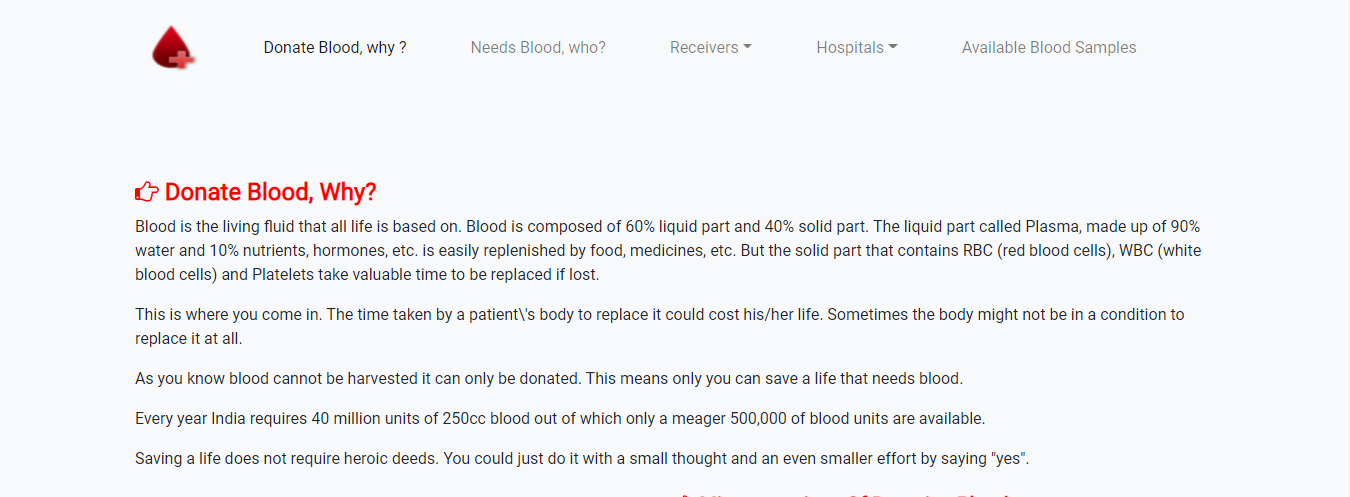 Donate Blood, why ? Needs Blood, who? Receivers Hospitals Available Blood Samples
Donate Blood, Why?
Blood is the living fluid that all life is based on. Blood is composed of 60% liquid part and 40% solid part. The liquid part called Plasma, made up of 90%
water and 10% nutrients, hormones, etc. is easily replenished by food, medicines, etc. But the solid part that contains RBC (red blood cells), WBC (white
blood cells) and Platelets take valuable time to be replaced if lost.
This is where you come in. The time taken by a patient\'s body to replace it could cost his/her life. Sometimes the body might not be in a condition to
replace it at all.
As you know blood cannot be harvested it can only be donated. This means only you can save a life that needs blood.
Every year India requires 40 million units of 250cc blood out of which only a meager 500,000 of blood units are available.
Saving a life does not require heroic deeds. You could just do it with a small thought and an even smaller effort by saying "yes".